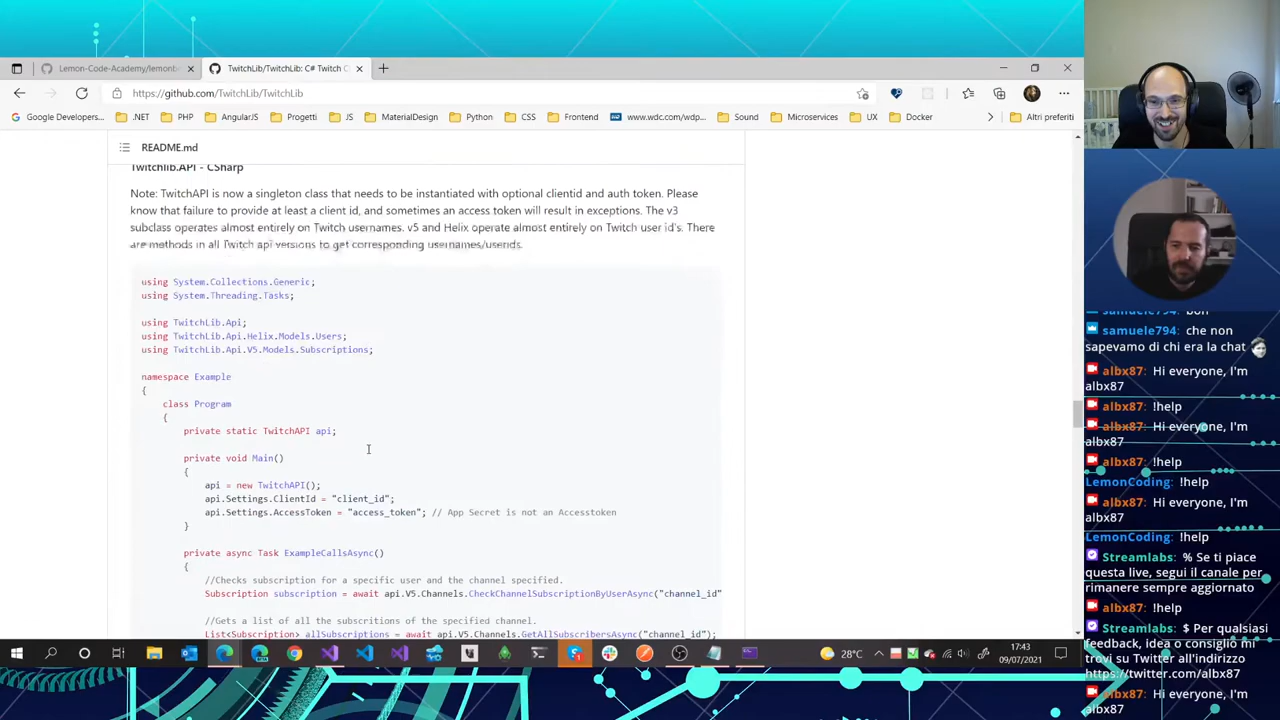 Lemon-Code-Academy/lemonb
TwitchLib/TwitchLib: C# Twitch C
https://github.com/TwitchLib/TwitchLib
Google Developers...
.NET
PHP
AngularJS
Progetti
JS
MaterialDesign
Python
CSS
Frontend
www.wdc.com/wdp...
Sound
Microservices
UX
Docker
Altri preferiti
README.md
Twitchlib.API - CSharp
Note: TwitchAPI is now a singleton class that needs to be instantiated with optional clientid and auth token. Please
know that failure to provide at least a client id, and sometimes an access token will result in exceptions. The v3
subclass operates almost entirely on Twitch usernames. v5 and Helix operate almost entirely on Twitch user id's. There
are methods in all Twitch api versions to get corresponding usernames/userids.
using System.Collections.Generic;
using System.Threading.Tasks;
using TwitchLib.Api;
using TwitchLib.Api.Helix.Models.Users;
using TwitchLib.Api.V5.Models.Subscriptions;
namespace Example
{
class Program
{
private static TwitchAPI api;
private void Main()
{
api = new TwitchAPI();
api.Settings.ClientId = "client_id";
api.Settings.AccessToken = "access_token"; // App Secret is not an Accesstoken
}
private async Task ExampleCallsAsync()
{
//Checks subscription for a specific user and the channel specified.
Subscription subscription = await api.V5.Channels.CheckChannelSubscriptionByUserAsync("channel_id"
//Gets a list of all the subscritions of the specified channel.
List<Subscription> allSubscriptions = await api.V5.Channels.GetAllSubscribersAsync("channel_id");
28°C
17:43
09/07/2021
samuele794: boh
samuele794: che non
sapevamo di chi era la chat
albx87: Hi everyone, I'm
albx87
albx87: !help
albx87: Hi everyone, I'm
albx87
albx87: !help
LemonCoding: !help
albx87: Hi everyone, I'm
albx87
LemonCoding: !help
Streamlabs: % Se ti piace
questa live, segui il canale per
rimanere sempre aggiornato
albx87: !help
Streamlabs: $ Per qualsiasi
feedback, idea o consiglio mi
trovi su Twitter all'indirizzo
https://twitter.com/albx87
albx87: Hi everyone, I'm
albx87